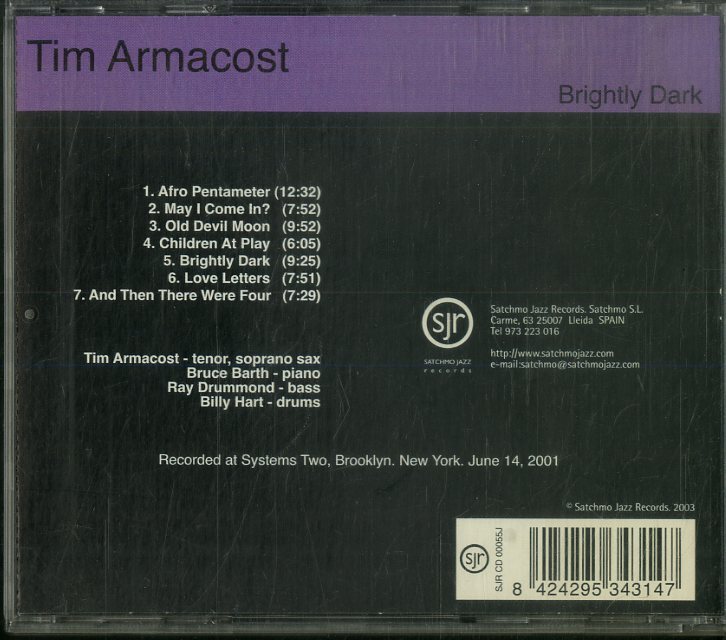 Tim Armacost
Brightly Dark
1. Afro Pentameter (12:32)
2. May I Come In? (7:52)
3. Old Devil Moon (9:52)
4. Children At Play (6:05)
5. Brightly Dark (9:25)
6. Love Letters (7:51)
7. And Then There Were Four (7:29)
Tim Armacost - tenor, soprano sax
Bruce Barth - piano
Ray Drummond - bass
Billy Hart - drums
sjr
SATCHMO JAZZ
records
Satchmo Jazz Records. Satchmo S.L.
Carme, 63 25007 Lleida SPAIN
Tel 973 223 016
http://www.satchmojazz.com
e-mail:satchmo@satchmojazz.com
Recorded at Systems Two, Brooklyn. New York. June 14, 2001
© Satchmo Jazz Records. 2003
sjr
SJR CD 00055J
8 424295 343147